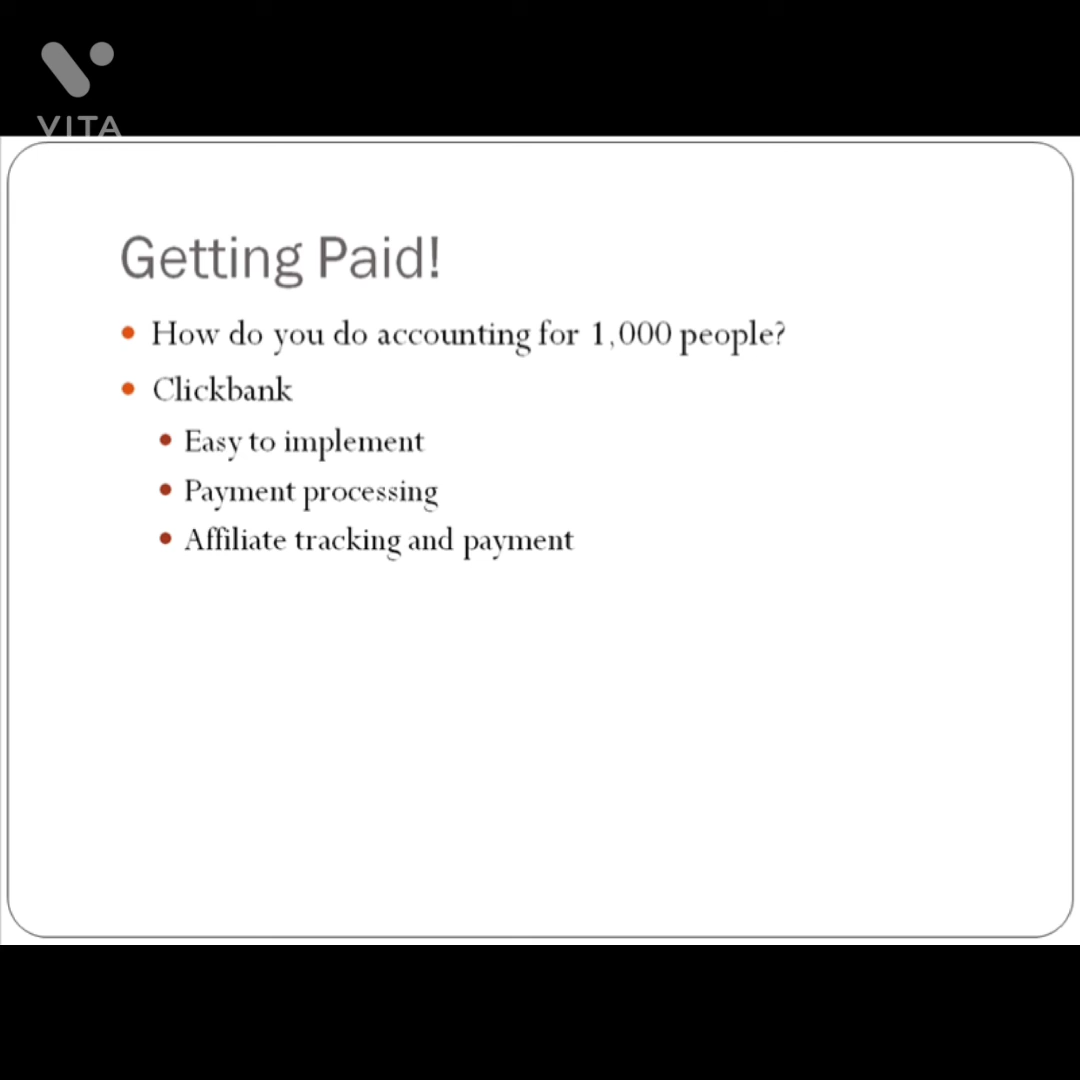 VITA
Getting Paid!
How do you do accounting for 1,000 people?
Clickbank
Easy to implement
Payment processing
Affiliate tracking and payment